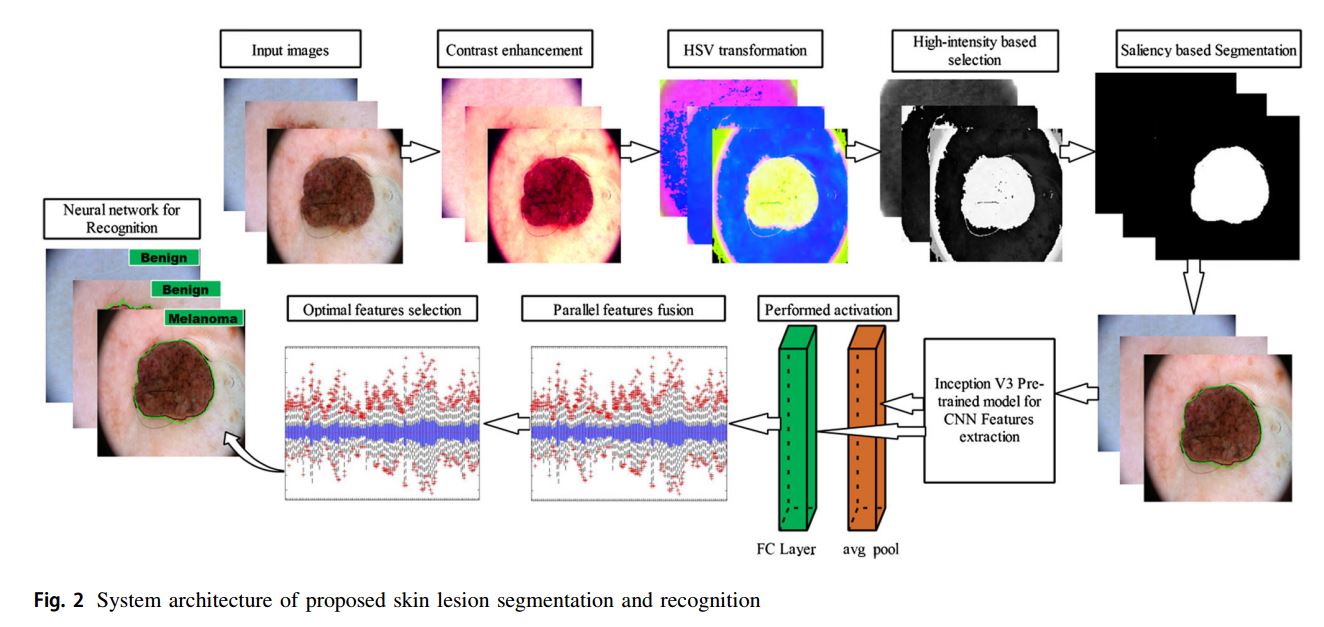 Input images
Contrast enhancement
HSV transformation
High-intensity based
selection
Saliency based Segmentation
Neural network for
Recognition
Benign
Benign
Melanoma
Optimal features selection
Parallel features fusion
Performed activation
Inception V3 Pre-
trained model for
CNN Features
extraction
FC Layer
avg pool
Fig. 2 System architecture of proposed skin lesion segmentation and recognition